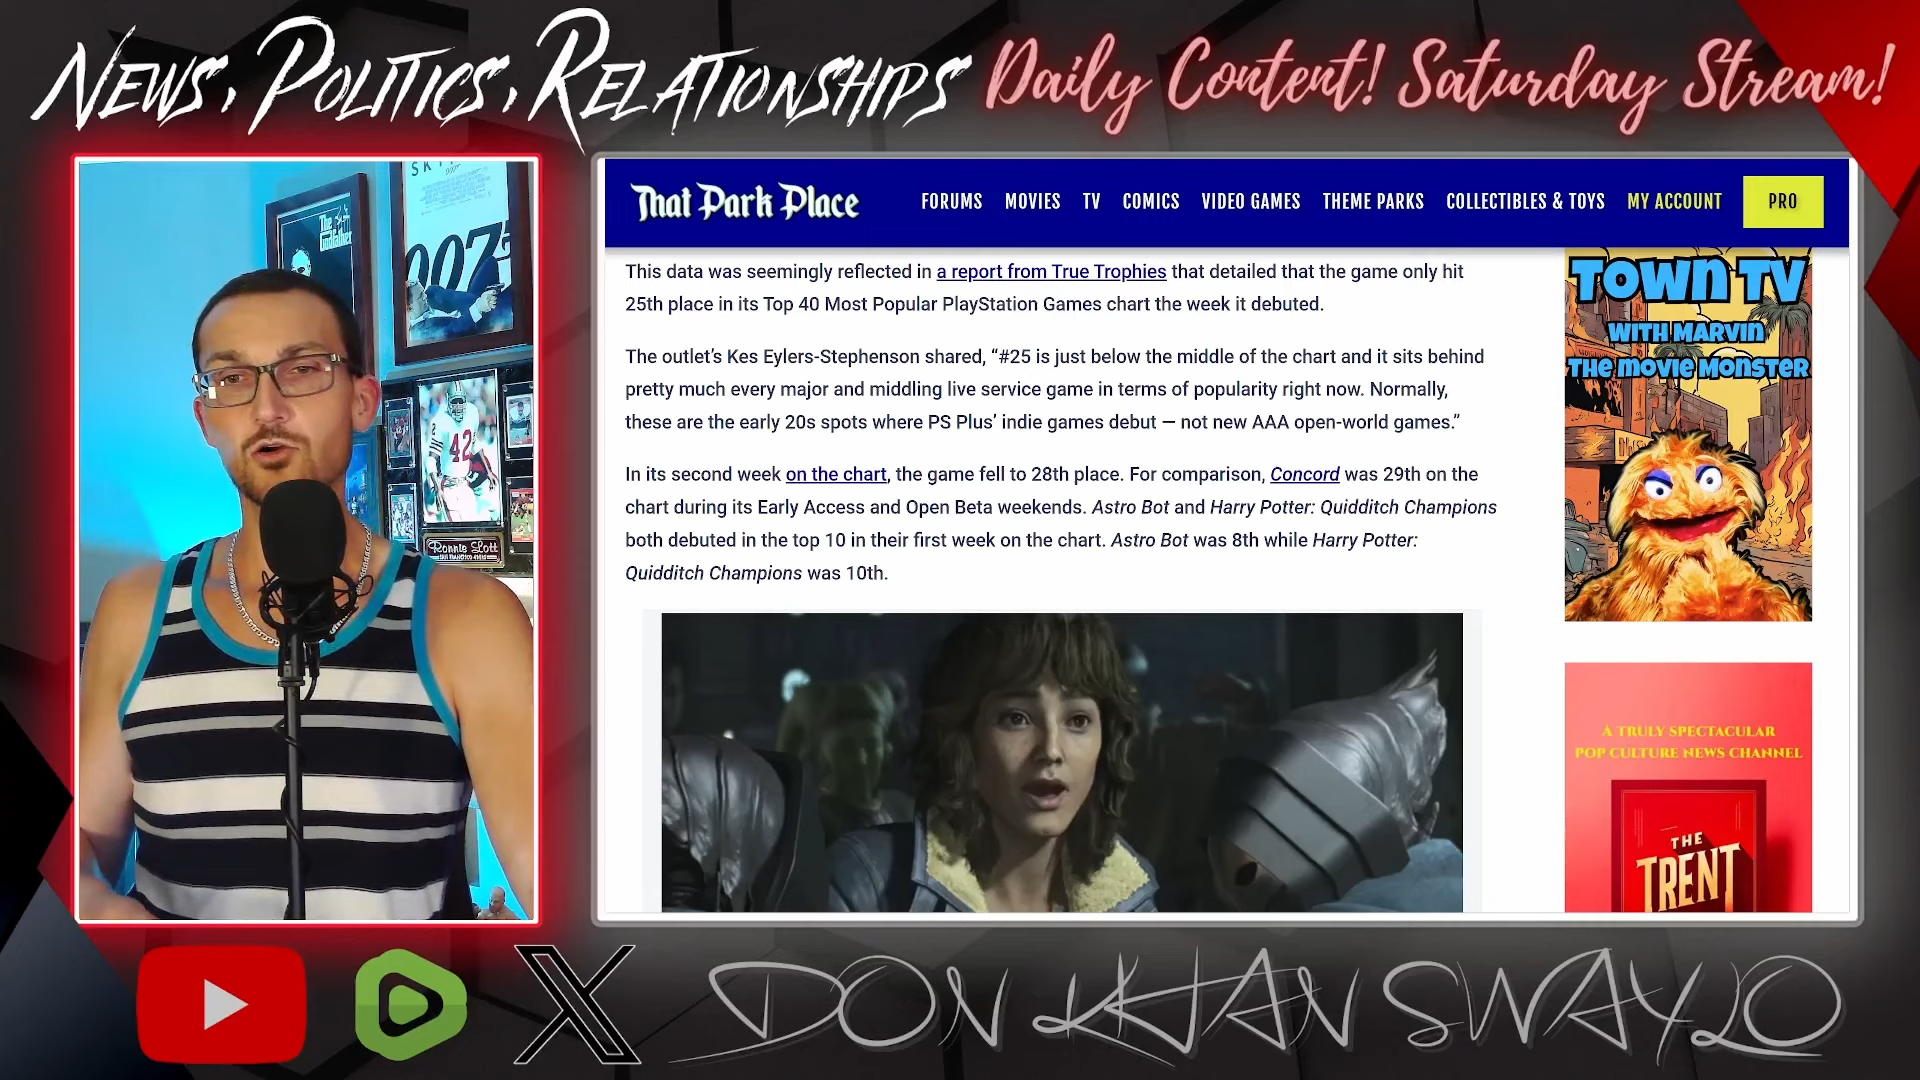 News, Politics, Relationships
Daily Content! Saturday Stream!
The Godfather
007
42
Ronnie Lott
That Park Place
FORUMS MOVIES TV COMICS VIDEO GAMES THEME PARKS COLLECTIBLES & TOYS MY ACCOUNT PRO
This data was seemingly reflected in a report from True Trophies that detailed that the game only hit
25th place in its Top 40 Most Popular PlayStation Games chart the week it debuted.
The outlet’s Kes Eylers-Stephenson shared, “#25 is just below the middle of the chart and it sits behind
pretty much every major and middling live service game in terms of popularity right now. Normally,
these are the early 20s spots where PS Plus’ indie games debut — not new AAA open-world games.”
In its second week on the chart, the game fell to 28th place. For comparison, Concord was 29th on the
chart during its Early Access and Open Beta weekends. Astro Bot and Harry Potter: Quidditch Champions
both debuted in the top 10 in their first week on the chart. Astro Bot was 8th while Harry Potter:
Quidditch Champions was 10th.
TOWN TV
WITH MARVIN
THE MOVIE MONSTER
A TRULY SPECTACULAR
POP CULTURE NEWS CHANNEL
THE
TRENT
X
DON KHAN SWAYLO